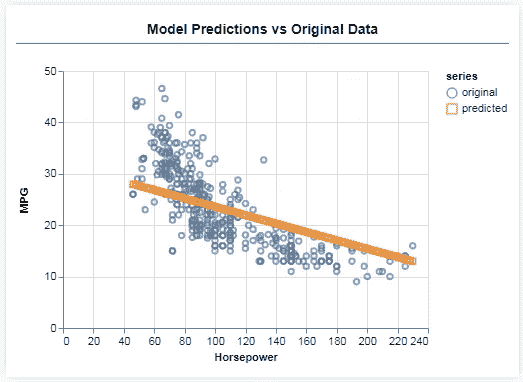 Model Predictions vs Original Data
series
original
predicted
50
40
30
20
10
0
MPG
0 20 40 60 80 100 120 140 160 180 200 220 240
Horsepower